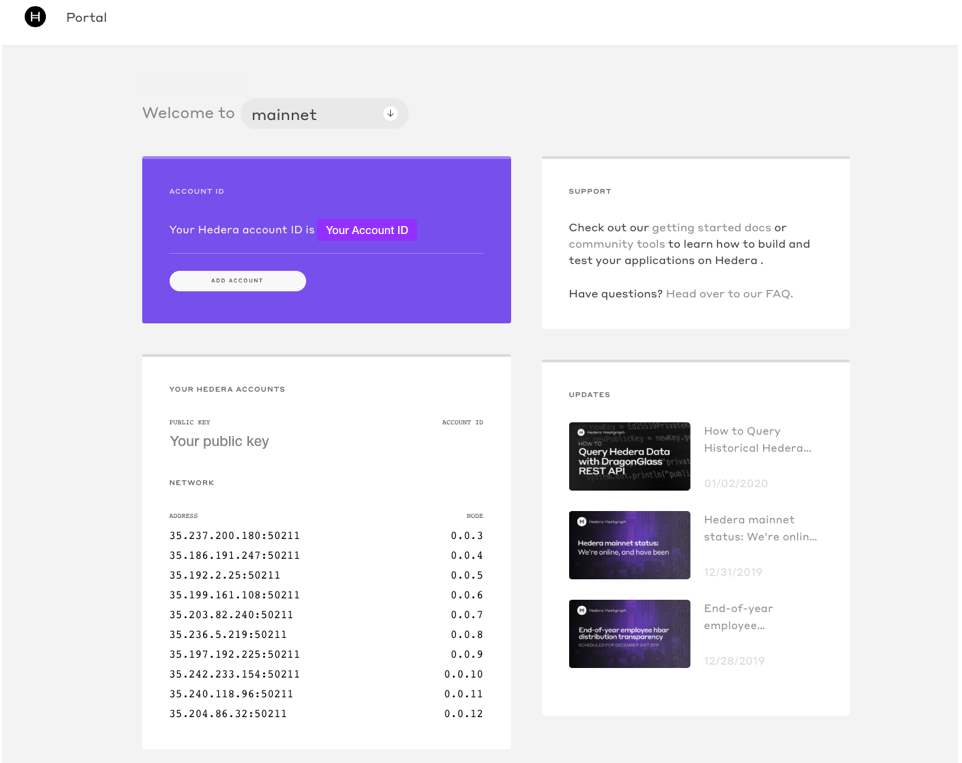 Portal
Welcome to mainnet
ACCOUNT ID
Your Hedera account ID is Your Account ID
ADD ACCOUNT
SUPPORT
Check out our getting started docs or
community tools to learn how to build and
test your applications on Hedera .
Have questions? Head over to our FAQ.
YOUR HEDERA ACCOUNTS
PUBLIC KEY ACCOUNT ID
Your public key
NETWORK
ADDRESS NODE
35.237.200.180:50211 0.0.3
35.186.191.247:50211 0.0.4
35.192.2.25:50211 0.0.5
35.199.161.108:50211 0.0.6
35.203.82.240:50211 0.0.7
35.236.5.219:50211 0.0.8
35.197.192.225:50211 0.0.9
35.242.233.154:50211 0.0.10
35.240.118.96:50211 0.0.11
35.204.86.32:50211 0.0.12
UPDATES
Hedera Hashgraph
HOW TO
Query Hedera Data
with DragonGlass
REST API
How to Query
Historical Hedera...
01/02/2020
Hedera Hashgraph
Hedera mainnet status:
We're online, and have been
Hedera mainnet
status: We're onlin...
12/31/2019
Hedera Hashgraph
End-of-year employee hbar
distribution transparency
End-of-year
employee...
12/28/2019